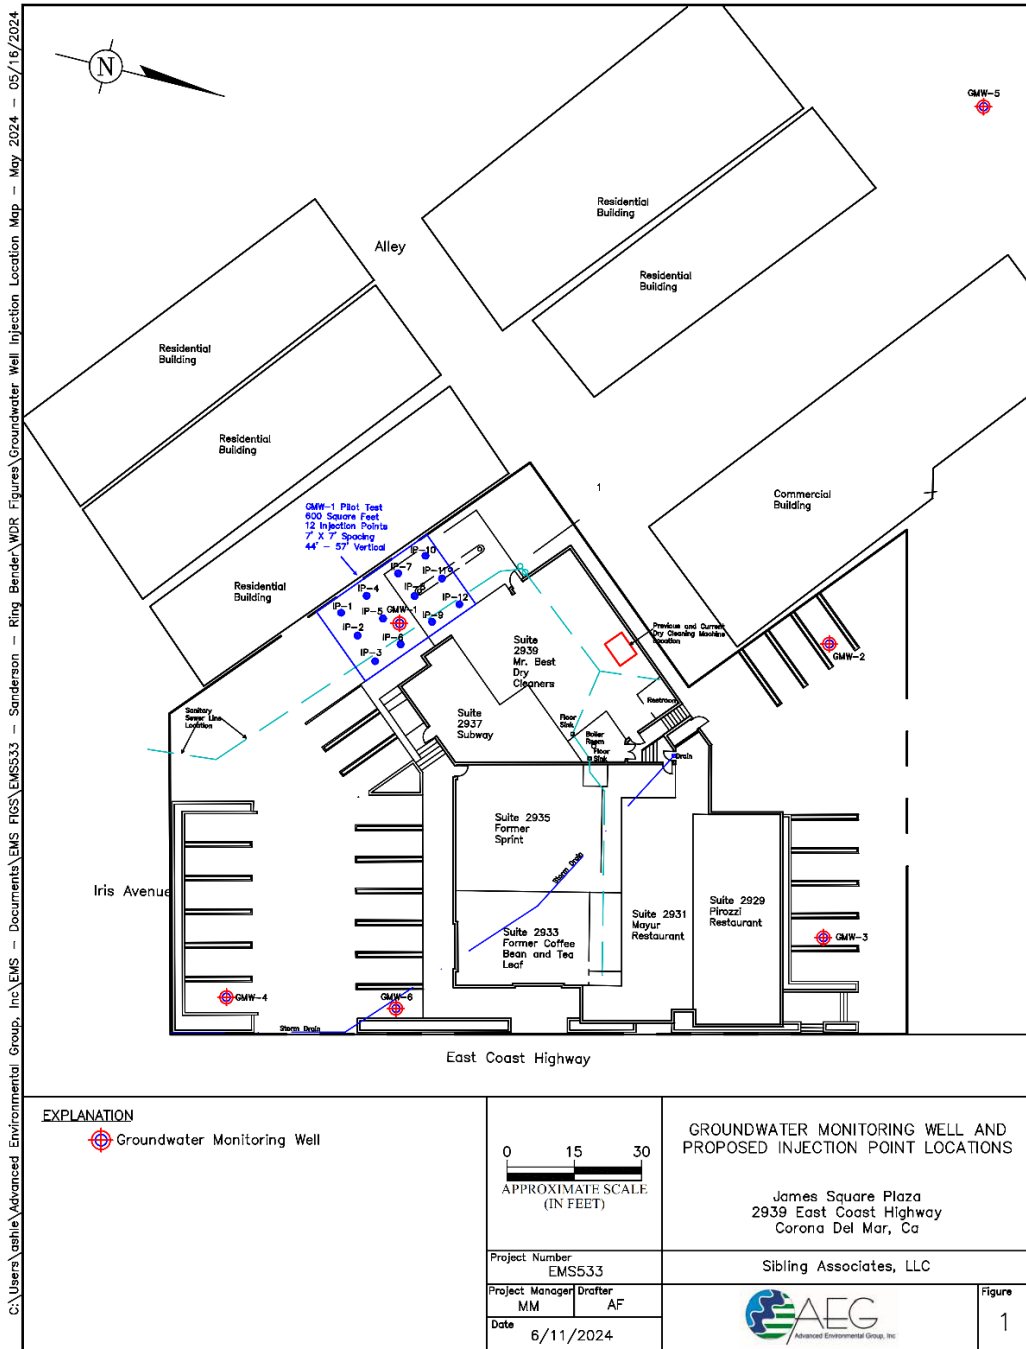 C:\Users\ashle\Advanced Environmental Group, Inc\EMS - Documents\EMS FIGS\EMS533 - Sanderson - Ring Bender\WDR Figures\Groundwater Well Injection Location Map - May 2024 - 05/16/2024
N
GMW-5
Residential
Building
Alley
Residential
Building
Residential
Building
Residential
Building
Commercial
Building
1
GMW-1 Pilot Test
600 Square Feet
12 Injection Points
7' X 7' Spacing
44' - 57' Vertical
Residential
Building
IP-10
IP-7
IP-119
IP-4
IP-12
IP-1
IP-5
GMW-1
IP-9
IP-2
IP-6
IP-3
Previous and Current
Dry Cleaning Machine
Location
GMW-2
Suite
2939
Mr. Best
Dry
Cleaners
Restroom
Sanitary
Sewer Line
Location
Suite
2937
Subway
Floor
Sink
Boiler
Room
Floor
Sink
Drain
Suite 2935
Former
Sprint
Storm Drain
Iris Avenue
Suite 2933
Former Coffee
Bean and Tea
Leaf
Suite 2931
Mayur
Restaurant
Suite 2929
Pirozzi
Restaurant
GMW-3
GMW-4
GMW-6
Storm Drain
East Coast Highway
EXPLANATION
Groundwater Monitoring Well
0 15 30
APPROXIMATE SCALE
(IN FEET)
GROUNDWATER MONITORING WELL AND
PROPOSED INJECTION POINT LOCATIONS
James Square Plaza
2939 East Coast Highway
Corona Del Mar, Ca
Project Number
EMS533
Sibling Associates, LLC
Project Manager
MM
Drafter
AF
Date
6/11/2024
AEG
Advanced Environmental Group, Inc
Figure
1